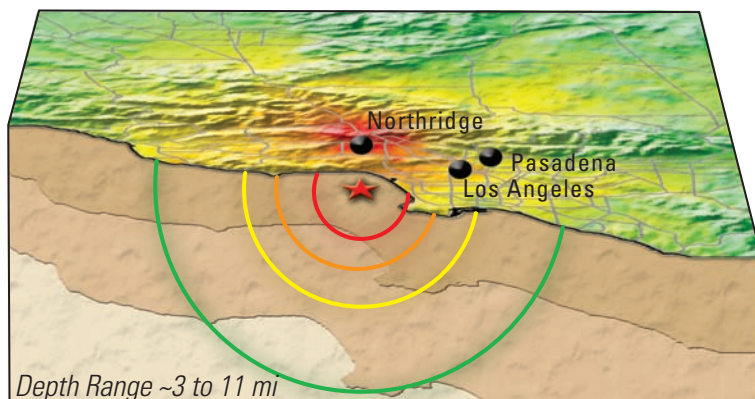 Northridge
Pasadena
Los Angeles
Depth Range ~3 to 11 mi